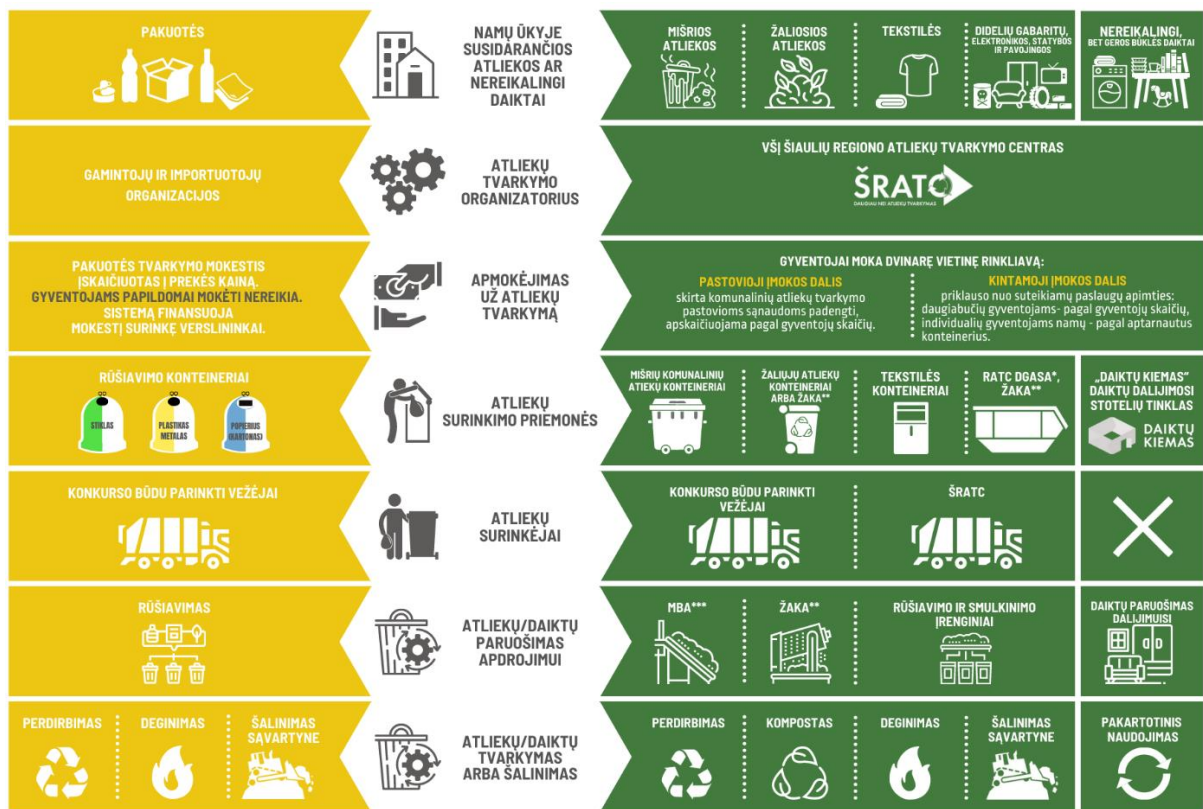 PAKUOTĖS
NAMŲ ŪKYJE
SUSIDARANČIOS
ATLIEKOS AR
NEREIKALINGI
DAIKTAI
MIŠRIOS
ATLIEKOS
ŽALIOSIOS
ATLIEKOS
TEKSTILĖS
DIDELIŲ GABARITŲ,
ELEKTRONIKOS, STATYBOS
IR PAVOJINGOS
NEREIKALINGI,
BET GEROS BŪKLĖS DAIKTAI
GAMINTOJŲ IR IMPORTUOTOJŲ
ORGANIZACIJOS
ATLIEKŲ
TVARKYMO
ORGANIZATORIUS
VŠĮ ŠIAULIŲ REGIONO ATLIEKŲ TVARKYMO CENTRAS
ŠRATC
DAUGIAU NEI ATLIEKŲ TVARKYMAS
PAKUOTĖS TVARKYMO MOKESTIS
ĮSKAIČIUOTAS Į PREKĖS KAINĄ.
GYVENTOJAMS PAPILDOMAI MOKĖTI NEREIKIA.
SISTEMĄ FINANSUOJA
MOKESTĮ SURINKĘ VERSLININKAI.
APMOKĖJIMAS
UŽ ATLIEKŲ
TVARKYMĄ
GYVENTOJAI MOKA DVINARĘ VIETINĘ RINKLIAVĄ:
PASTOVIOJI ĮMOKOS DALIS
skirta komunalinių atliekų tvarkymo
pastovioms sąnaudoms padengti,
apskaičiuojama pagal gyventojų skaičių.
KINTAMOJI ĮMOKOS DALIS
priklauso nuo suteikiamų paslaugų apimties:
daugiabučių gyventojams- pagal gyventojų skaičių,
individualių gyventojams namų - pagal aptarnautus
konteinerius.
RŪŠIAVIMO KONTEINERIAI
STIKLAS
PLASTIKAS
METALAS
POPIERIUS
(KARTONAS)
ATLIEKŲ
SURINKIMO PRIEMONĖS
MIŠRIŲ KOMUNALINIŲ
ATIEKŲ KONTEINERIAI
ŽALIŲJŲ ATLIEKŲ
KONTEINERIAI
ARBA ŽAKA**
TEKSTILĖS
KONTEINERIAI
RATC DGASA*,
ŽAKA**
„DAIKTŲ KIEMAS“
DAIKTŲ DALIJIMOSI
STOTELIŲ TINKLAS
DAIKTŲ
KIEMAS
KONKURSO BŪDU PARINKTI VEŽĖJAI
ATLIEKŲ
SURINKĖJAI
KONKURSO BŪDU PARINKTI
VEŽĖJAI
ŠRATC
RŪŠIAVIMAS
ATLIEKŲ/DAIKTŲ
PARUOŠIMAS
APDROJIMUI
MBA***
ŽAKA**
RŪŠIAVIMO IR SMULKINIMO
ĮRENGINIAI
DAIKTŲ PARUOŠIMAS
DALIJIMUISI
PERDIRBIMAS
DEGINIMAS
ŠALINIMAS
SĄVARTYNE
ATLIEKŲ/DAIKTŲ
TVARKYMAS
ARBA ŠALINIMAS
PERDIRBIMAS
KOMPOSTAS
DEGINIMAS
ŠALINIMAS
SĄVARTYNE
PAKARTOTINIS
NAUDOJIMAS